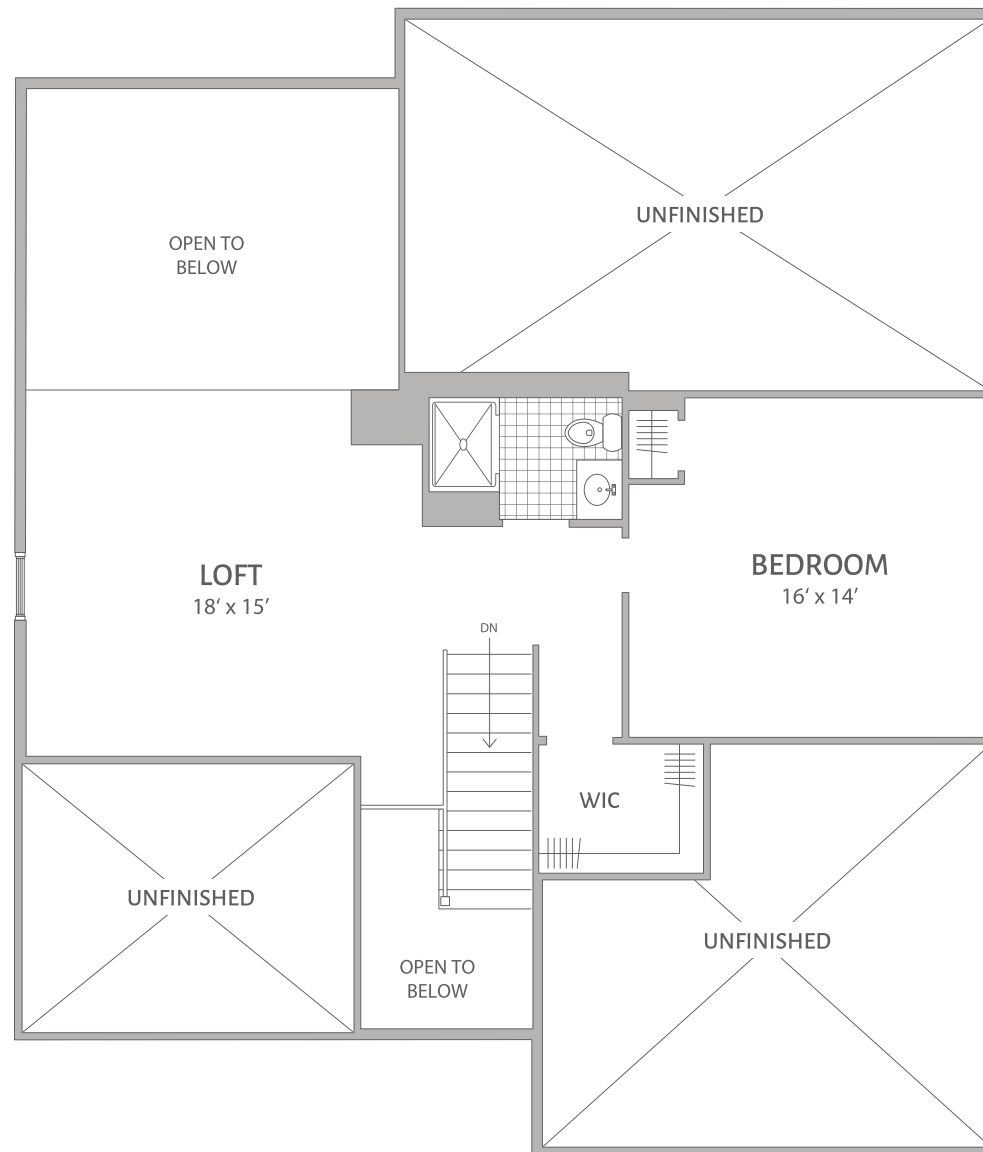 UNFINISHED
OPEN TO
BELOW
LOFT
18‘ x 15‘
BEDROOM
16‘ x 14‘
DN
WIC
UNFINISHED
UNFINISHED
OPEN TO
BELOW